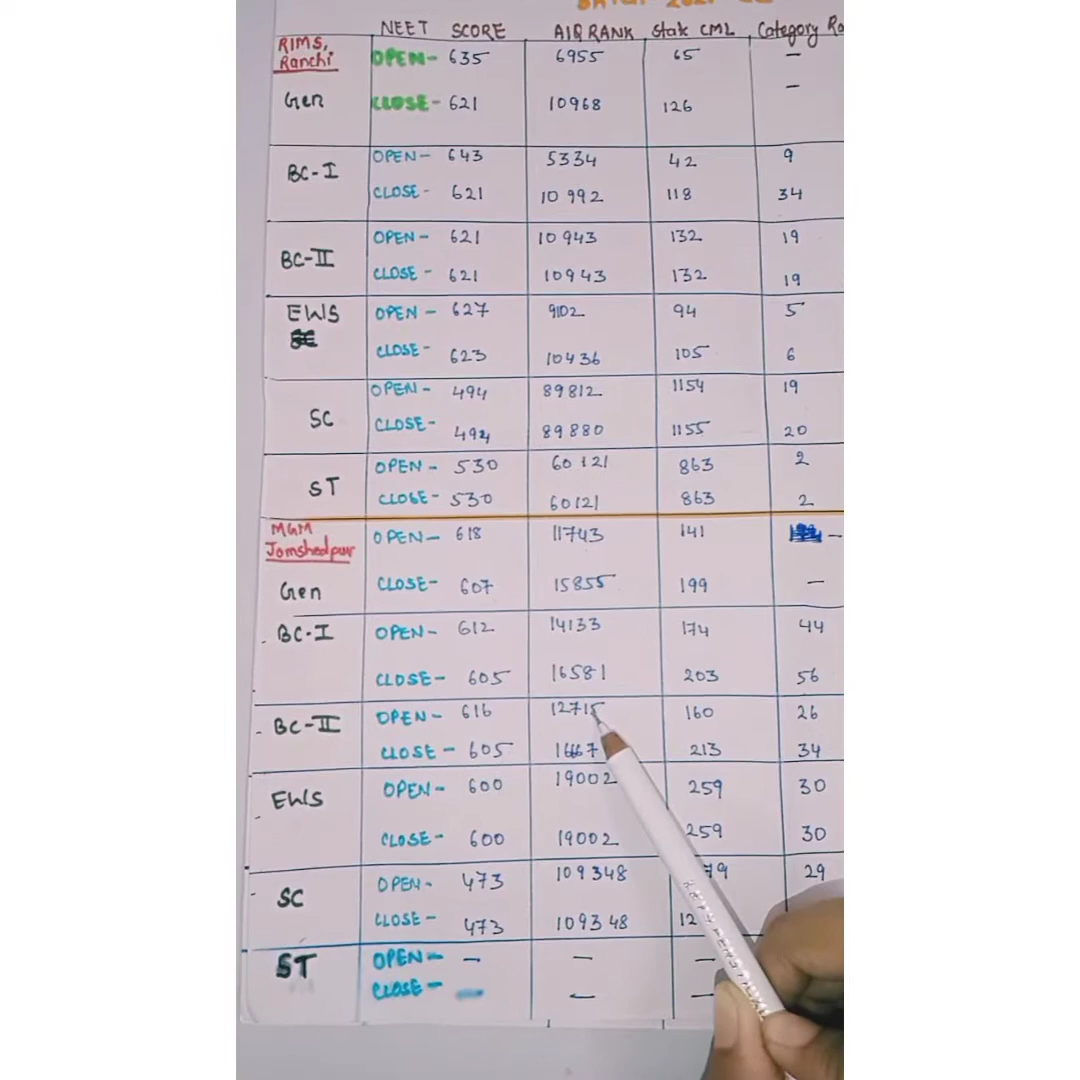 NEET SCORE AIQ RANK State CML Category Ra
RIMS,
Ranchi OPEN- 635 6955 65 —
Gen CLOSE- 621 10968 126 —
BC-I OPEN- 643 5334 42 9
CLOSE- 621 10992 118 34
BC-II OPEN- 621 10943 132 19
CLOSE- 621 10943 132 19
EWS OPEN- 627 9102 94 5
CLOSE- 623 10436 105 6
SC OPEN- 494 89812 1154 19
CLOSE- 494 89880 1155 20
ST OPEN- 530 60121 863 2
CLOSE- 530 60121 863 2
MGM
Jamshedpur OPEN- 618 11743 141 —
Gen CLOSE- 607 15855 199 —
BC-I OPEN- 612 14133 174 44
CLOSE- 605 16581 203 56
BC-II OPEN- 616 12715 160 26
CLOSE- 605 16667 213 34
EWS OPEN- 600 19002 259 30
CLOSE- 600 19002 259 30
SC OPEN- 473 109348 79 29
CLOSE- 473 109348 12
ST OPEN- — — —
CLOSE- — —